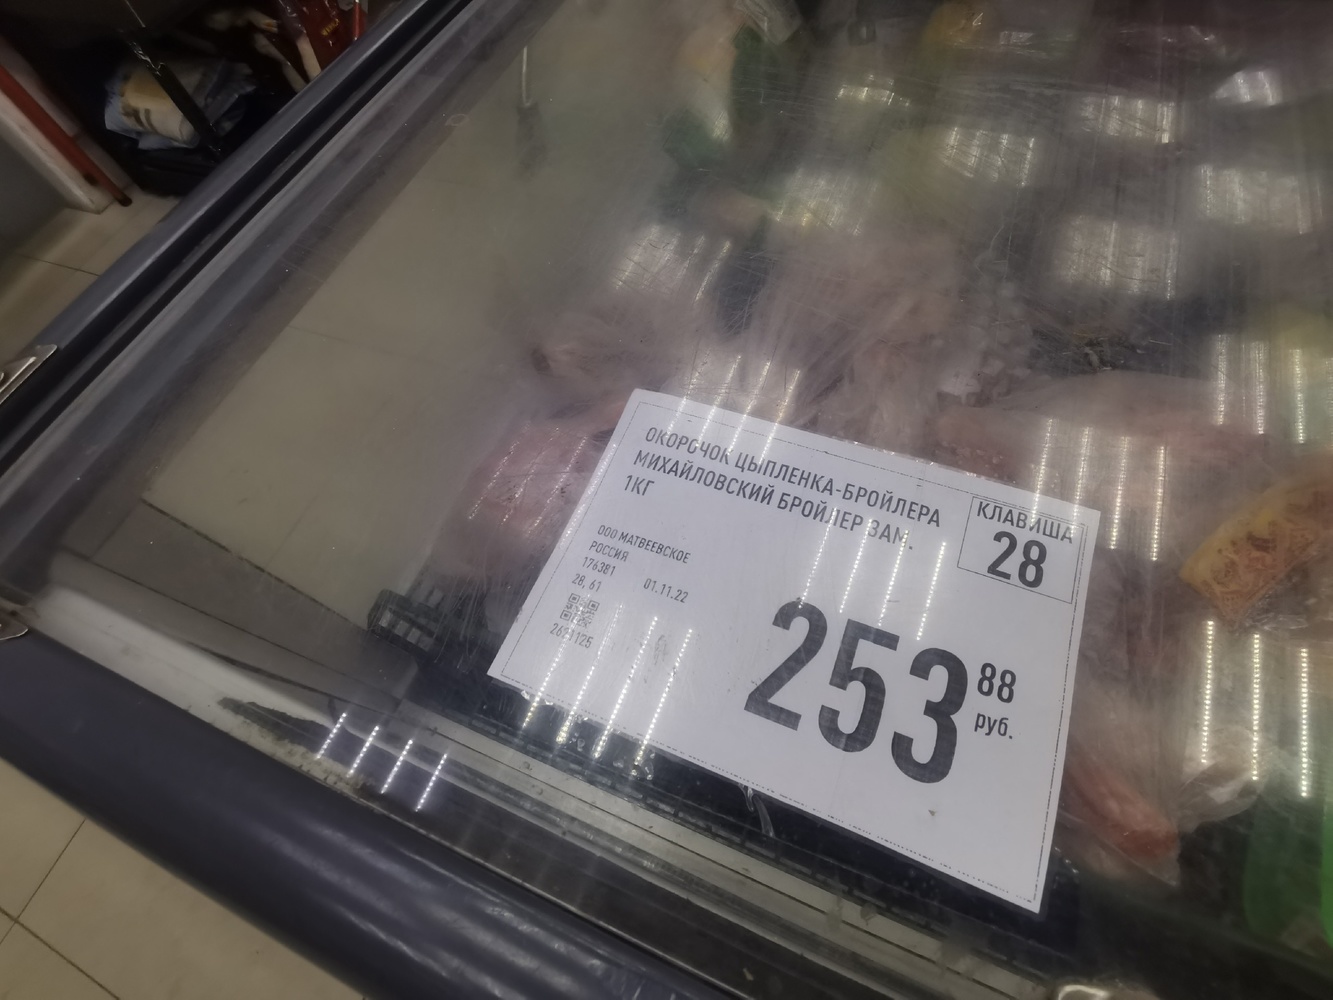 ОКОРОЧОК ЦЫПЛЕНКА-БРОЙЛЕРА
МИХАЙЛОВСКИЙ БРОЙЛЕР ЗАМ.
1КГ
КЛАВИША
28
ООО МАТВЕЕВСКОЕ
РОССИЯ
176381 01.11.22
28, 61
253 88
руб.